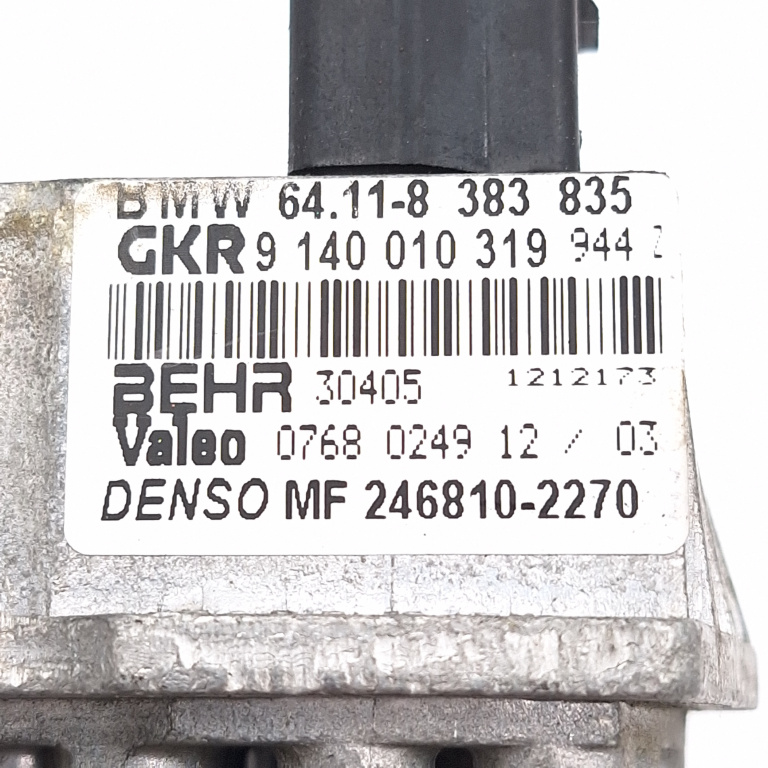 BMW 64.11-8 383 835
GKR 9 140 010 319 944 Z
BEHR 30405 1212173
Valeo 0768 0249 12 / 03
DENSO MF 246810-2270